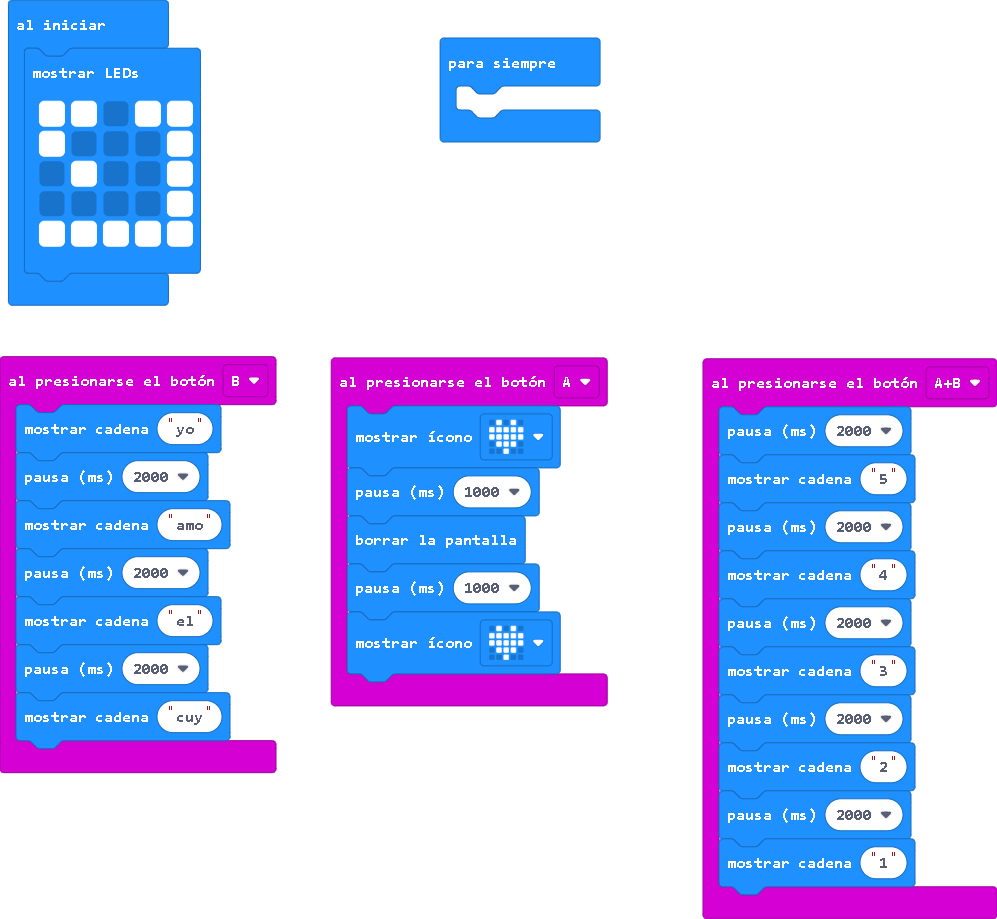 al iniciar
mostrar LEDs
para siempre
al presionarse el botón B
mostrar cadena "yo"
pausa (ms) 2000
mostrar cadena "amo"
pausa (ms) 2000
mostrar cadena "el"
pausa (ms) 2000
mostrar cadena "cuy"
al presionarse el botón A
mostrar ícono
pausa (ms) 1000
borrar la pantalla
pausa (ms) 1000
mostrar ícono
al presionarse el botón A+B
pausa (ms) 2000
mostrar cadena "5"
pausa (ms) 2000
mostrar cadena "4"
pausa (ms) 2000
mostrar cadena "3"
pausa (ms) 2000
mostrar cadena "2"
pausa (ms) 2000
mostrar cadena "1"